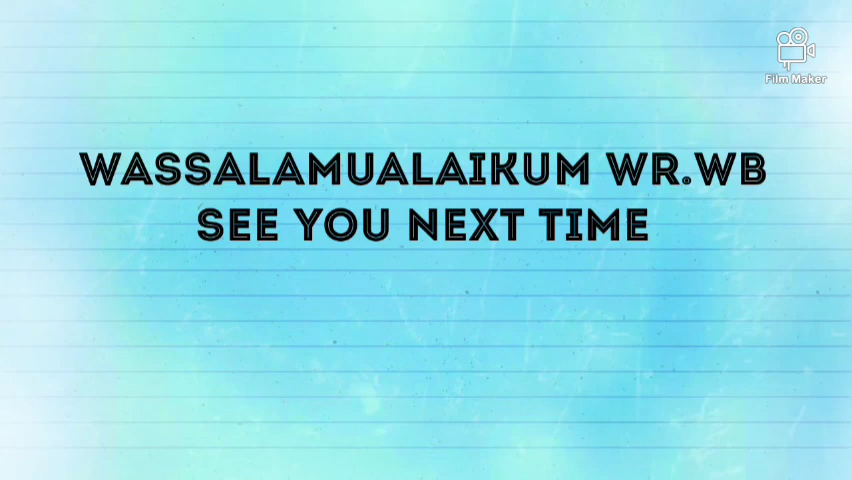 Film Maker
WASSALAMUALAIKUM WR.WB
SEE YOU NEXT TIME